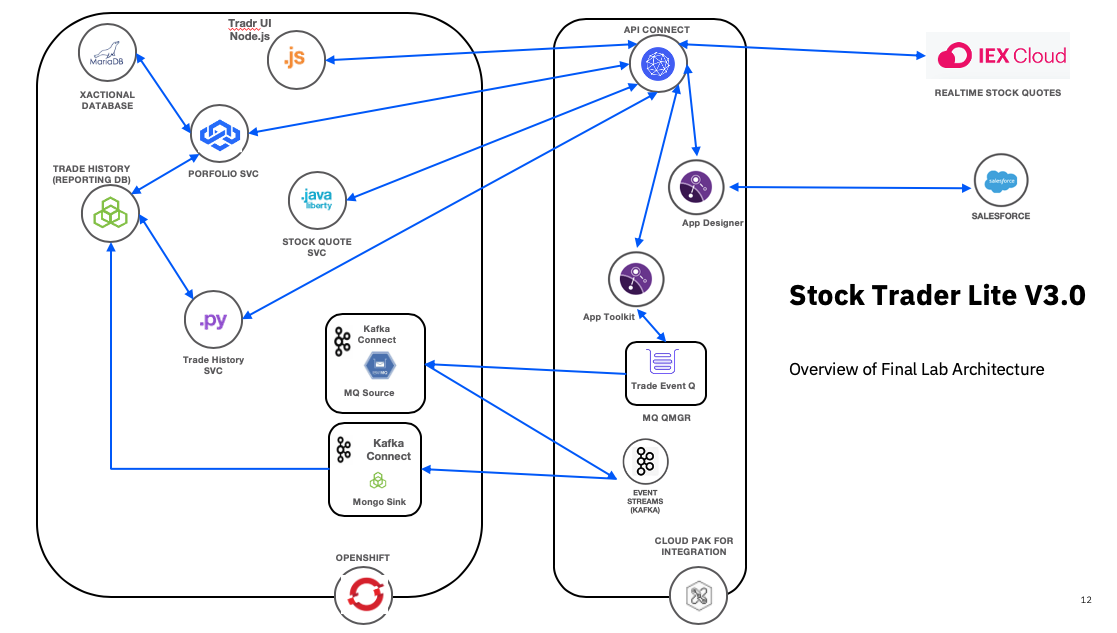 Tradr UI
Node.js
.js
MariaDB
XACTIONAL
DATABASE
PORFOLIO SVC
TRADE HISTORY
(REPORTING DB)
.java
liberty
STOCK QUOTE
SVC
.py
Trade History
SVC
Kafka
Connect
MQ Source
Kafka
Connect
Mongo Sink
OPENSHIFT
API CONNECT
App Designer
App Toolkit
Trade Event Q
MQ QMGR
EVENT
STREAMS
(KAFKA)
CLOUD PAK FOR
INTEGRATION
IEX Cloud
REALTIME STOCK QUOTES
salesforce
SALESFORCE
Stock Trader Lite V3.0
Overview of Final Lab Architecture
12